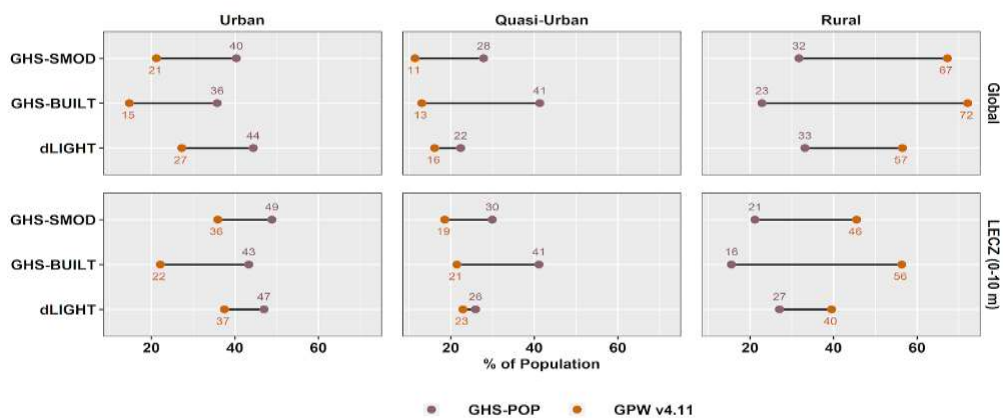 Urban Quasi-Urban Rural
GHS-SMOD 40 21 28 11 32 67
GHS-BUILT 36 15 41 13 23 72
dLIGHT 44 27 22 16 33 57
Global
GHS-SMOD 49 36 30 19 21 46
GHS-BUILT 43 22 41 21 16 56
dLIGHT 47 37 26 23 27 40
LECZ (0-10 m)
20 40 60 20 40 60 20 40 60
% of Population
GHS-POP GPW v4.11